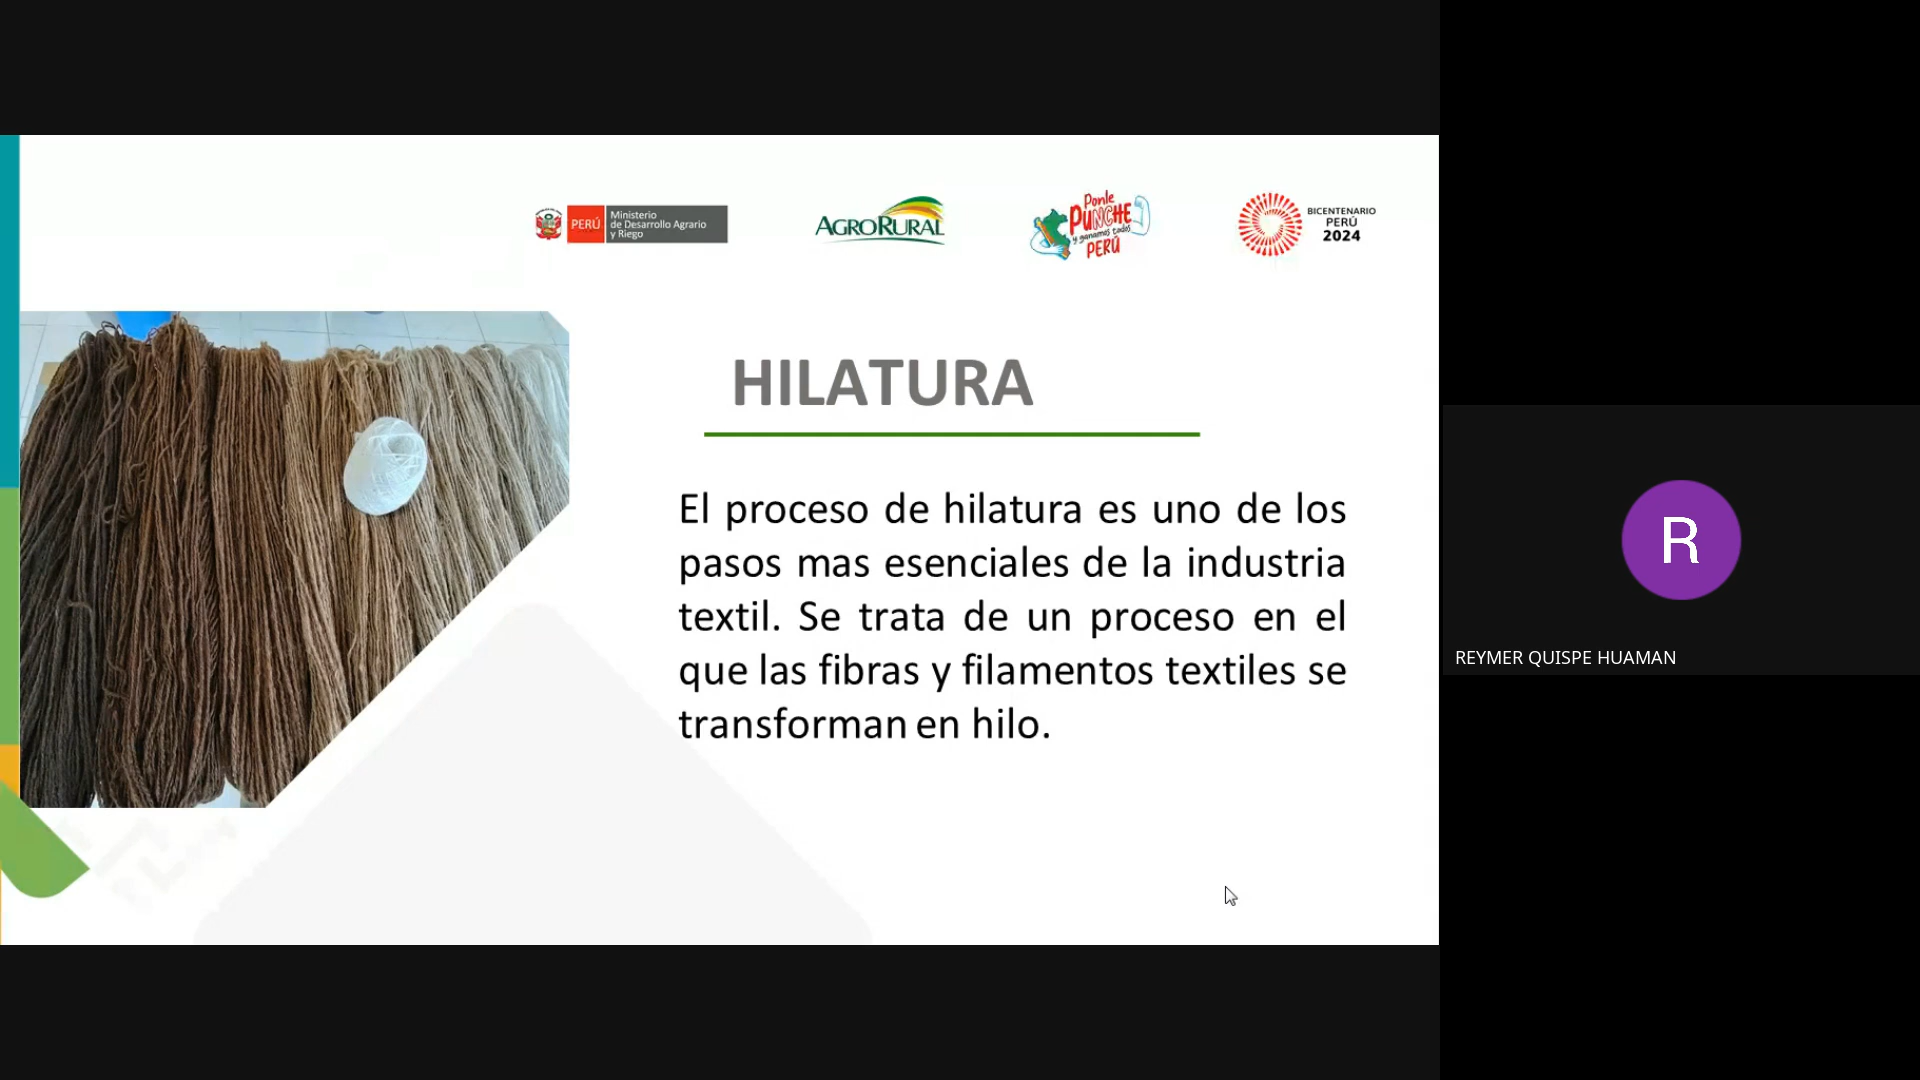 PERÚ
Ministerio
de Desarrollo Agrario
y Riego
AGRORURAL
Ponle
PUNCHE
y ganamos todos
PERÚ
BICENTENARIO
PERÚ
2024
HILATURA
El proceso de hilatura es uno de los
pasos mas esenciales de la industria
textil. Se trata de un proceso en el
que las fibras y filamentos textiles se
transforman en hilo.
R
REYMER QUISPE HUAMAN